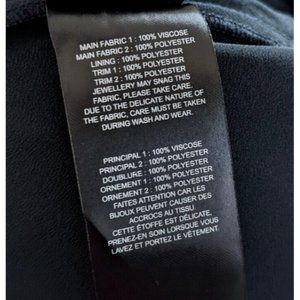 MAIN FABRIC 1 : 100% VISCOSE
MAIN FABRIC 2 : 100% POLYESTER
LINING : 100% POLYESTER
TRIM 1 : 100% POLYESTER
TRIM 2 : 100% POLYESTER
JEWELLERY MAY SNAG THIS
FABRIC, PLEASE TAKE CARE.
DUE TO THE DELICATE NATURE OF
THE FABRIC, CARE MUST BE TAKEN
DURING WASH AND WEAR.
PRINCIPAL 1 : 100% VISCOSE
PRINCIPAL 2 : 100% POLYESTER
DOUBLURE : 100% POLYESTER
ORNEMENT 1 : 100% POLYESTER
ORNEMENT 2 : 100% POLYESTER
FAITES ATTENTION CAR LES
BIJOUX PEUVENT CAUSER DES
ACCROCS AU TISSU.
CETTE ÉTOFFE EST DÉLICATE,
PRENEZ-EN SOIN LORSQUE VOUS
LAVEZ ET PORTEZ LE VÊTEMENT.